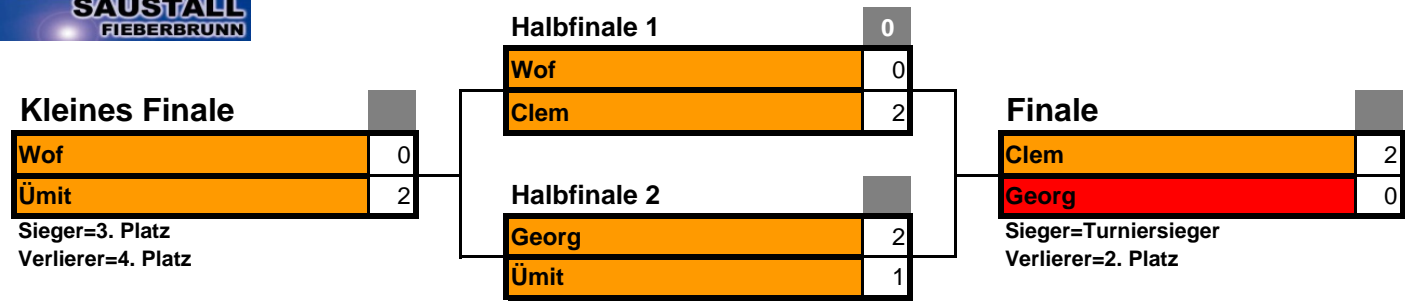 SAUSTALL
FIEBERBRUNN
Halbfinale 1 0
Wof 0
Clem 2
Kleines Finale
Wof 0
Ümit 2
Sieger=3. Platz
Verlierer=4. Platz
Halbfinale 2
Georg 2
Ümit 1
Finale
Clem 2
Georg 0
Sieger=Turniersieger
Verlierer=2. Platz